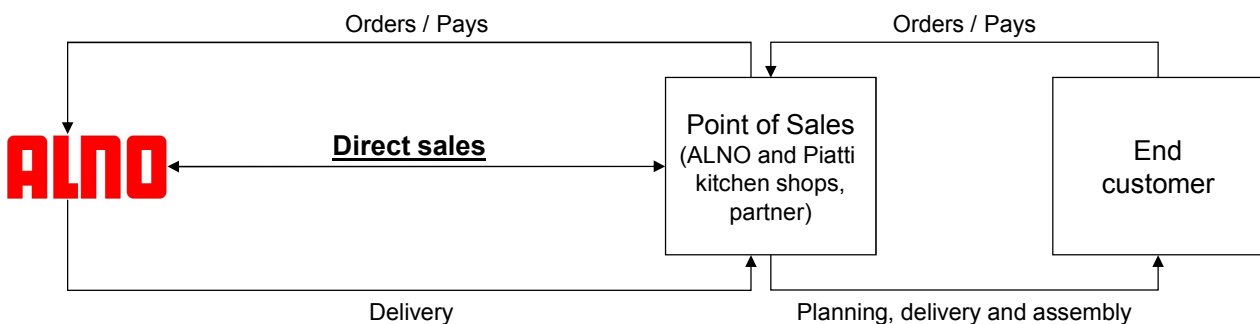 Orders / Pays
Orders / Pays
ALNO
Direct sales
Point of Sales
(ALNO and Piatti
kitchen shops,
partner)
End
customer
Delivery
Planning, delivery and assembly